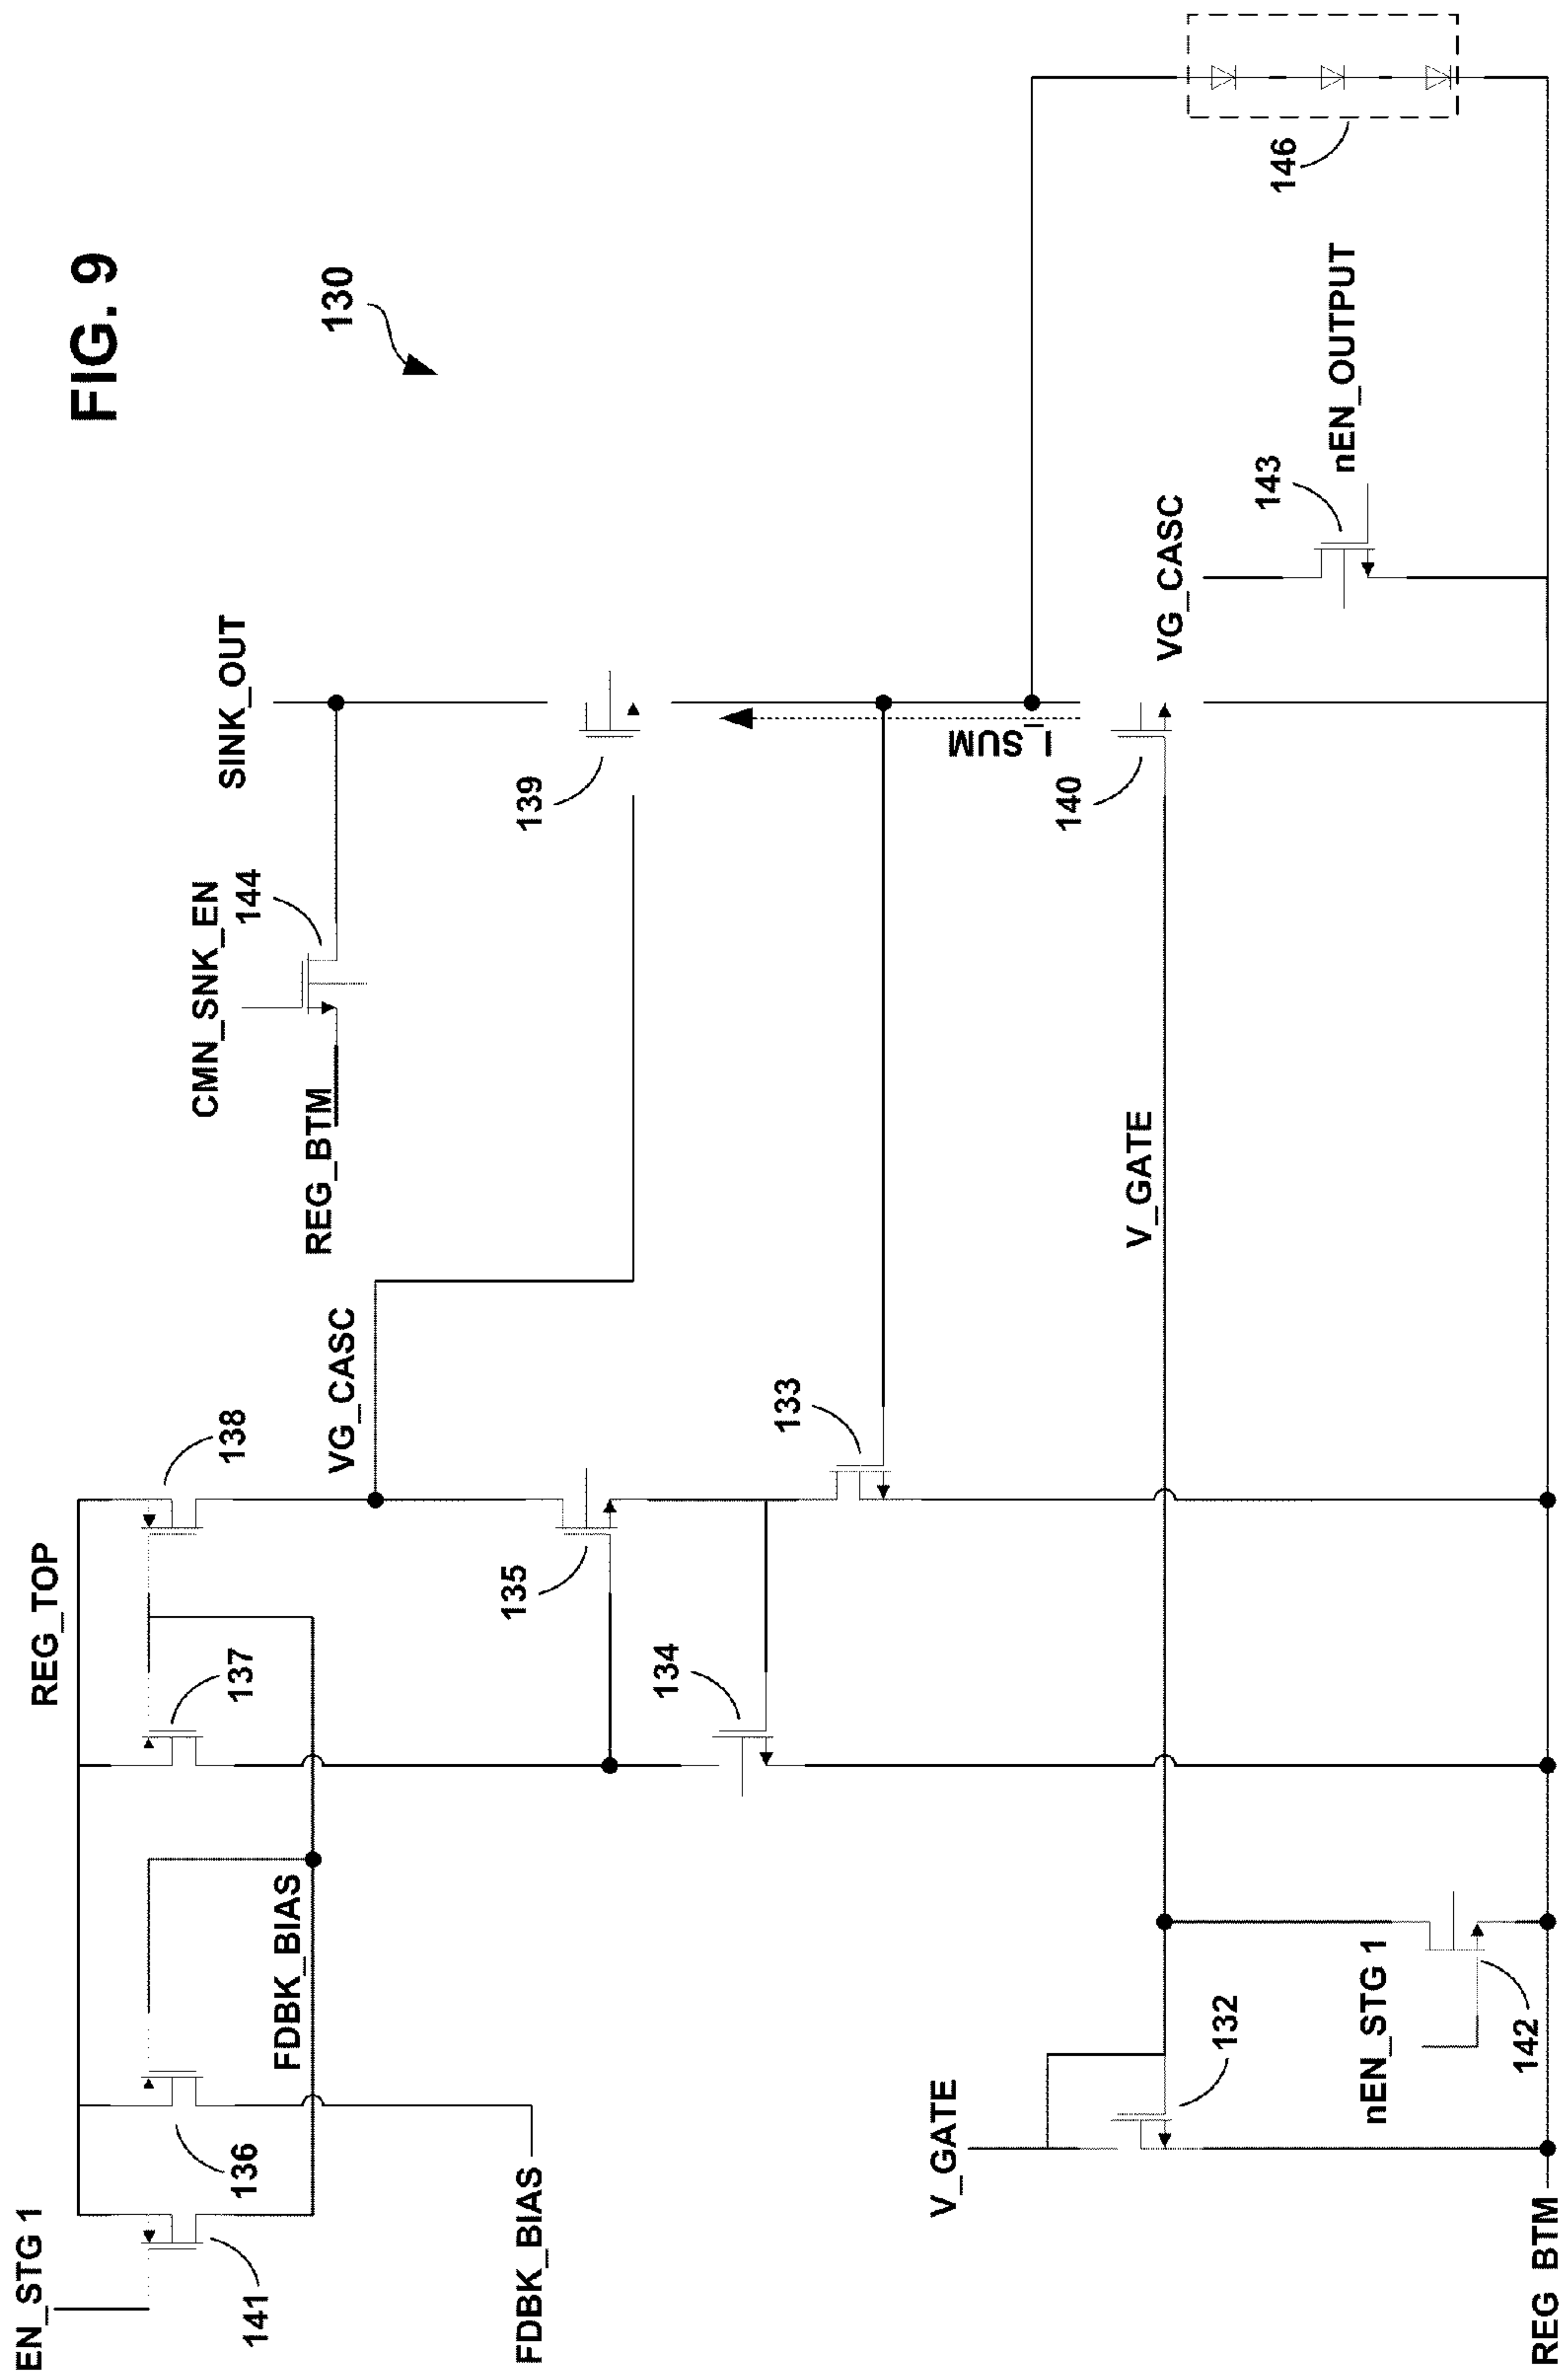 FIG. 9
130
EN_STG 1
141
136
FDBK_BIAS
FDBK_BIAS
REG_TOP
137
138
VG_CASC
135
134
133
CMN_SNK_EN
144
REG_BTM
SINK_OUT
139
I_SUM
140
V_GATE
V_GATE
132
nEN_STG 1
142
VG_CASC
143
nEN_OUTPUT
146
REG BTM